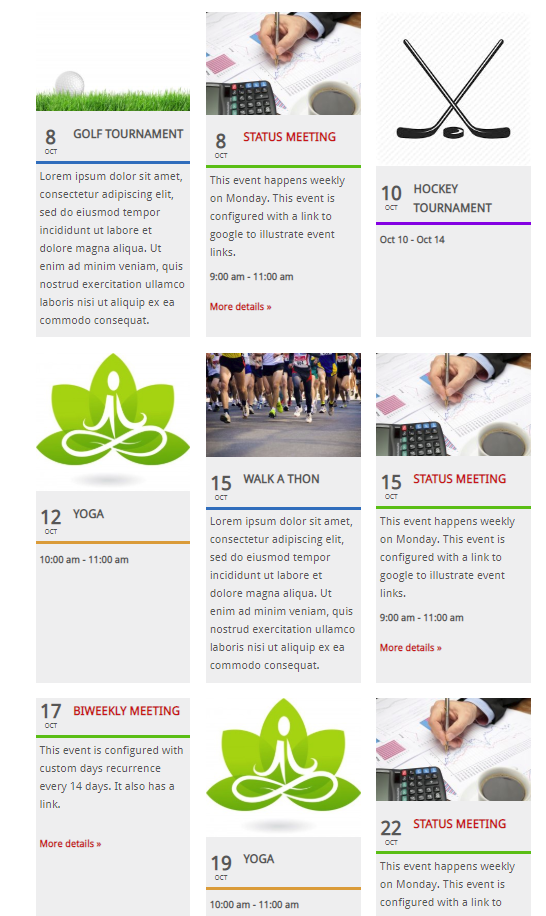 8
OCT
GOLF TOURNAMENT
Lorem ipsum dolor sit amet,
consectetur adipiscing elit,
sed do eiusmod tempor
incididunt ut labore et
dolore magna aliqua. Ut
enim ad minim veniam, quis
nostrud exercitation ullamco
laboris nisi ut aliquip ex ea
commodo consequat.
8
OCT
STATUS MEETING
This event happens weekly
on Monday. This event is
configured with a link to
google to illustrate event
links.
9:00 am - 11:00 am
More details »
10
OCT
HOCKEY
TOURNAMENT
Oct 10 - Oct 14
12
OCT
YOGA
10:00 am - 11:00 am
15
OCT
WALK A THON
Lorem ipsum dolor sit amet,
consectetur adipiscing elit,
sed do eiusmod tempor
incididunt ut labore et
dolore magna aliqua. Ut
enim ad minim veniam, quis
nostrud exercitation ullamco
laboris nisi ut aliquip ex ea
commodo consequat.
15
OCT
STATUS MEETING
This event happens weekly
on Monday. This event is
configured with a link to
google to illustrate event
links.
9:00 am - 11:00 am
More details »
17
OCT
BIWEEKLY MEETING
This event is configured with
custom days recurrence
every 14 days. It also has a
link.
More details »
19
OCT
YOGA
10:00 am - 11:00 am
22
OCT
STATUS MEETING
This event happens weekly
on Monday. This event is
configured with a link to